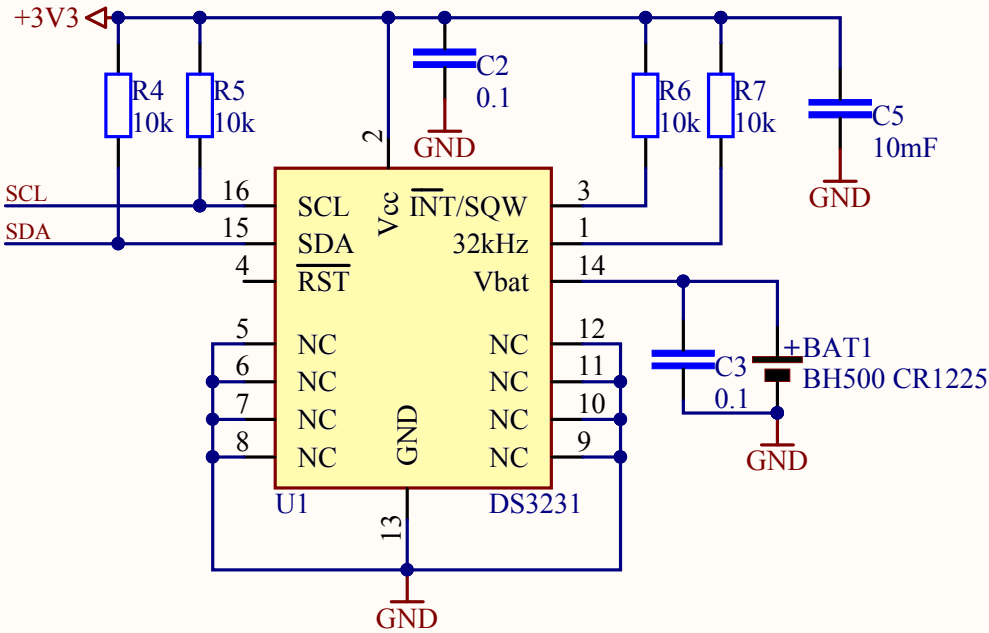 +3V3
R4
10k
R5
10k
C2
0.1
GND
R6
10k
R7
10k
C5
10mF
GND
2
SCL
SDA
16
15
4
5
6
7
8
SCL
SDA
RST
NC
NC
NC
NC
Vcc
INT/SQW
32kHz
Vbat
NC
NC
NC
NC
GND
3
1
14
12
11
10
9
U1
DS3231
13
GND
C3
0.1
+
BAT1
BH500 CR1225
GND